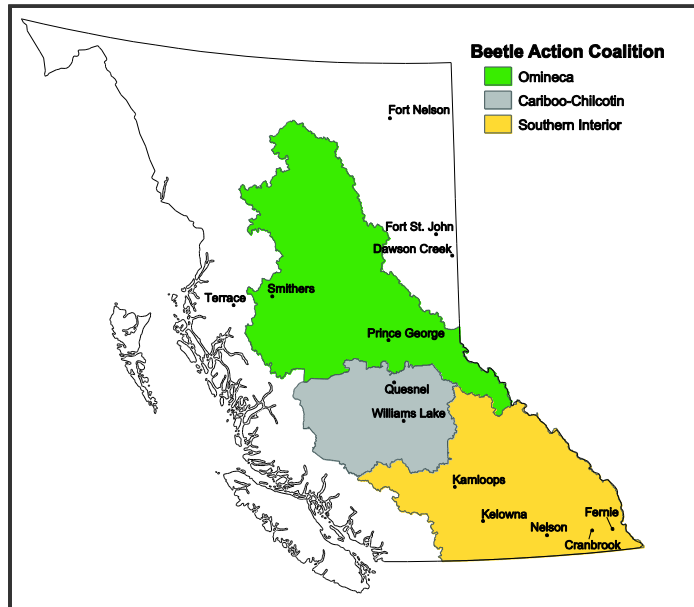 Beetle Action Coalition
Omineca
Cariboo-Chilcotin
Southern Interior
Fort Nelson
Fort St. John
Dawson Creek
Smithers
Terrace
Prince George
Quesnel
Williams Lake
Kamloops
Kelowna
Nelson
Fernie
Cranbrook